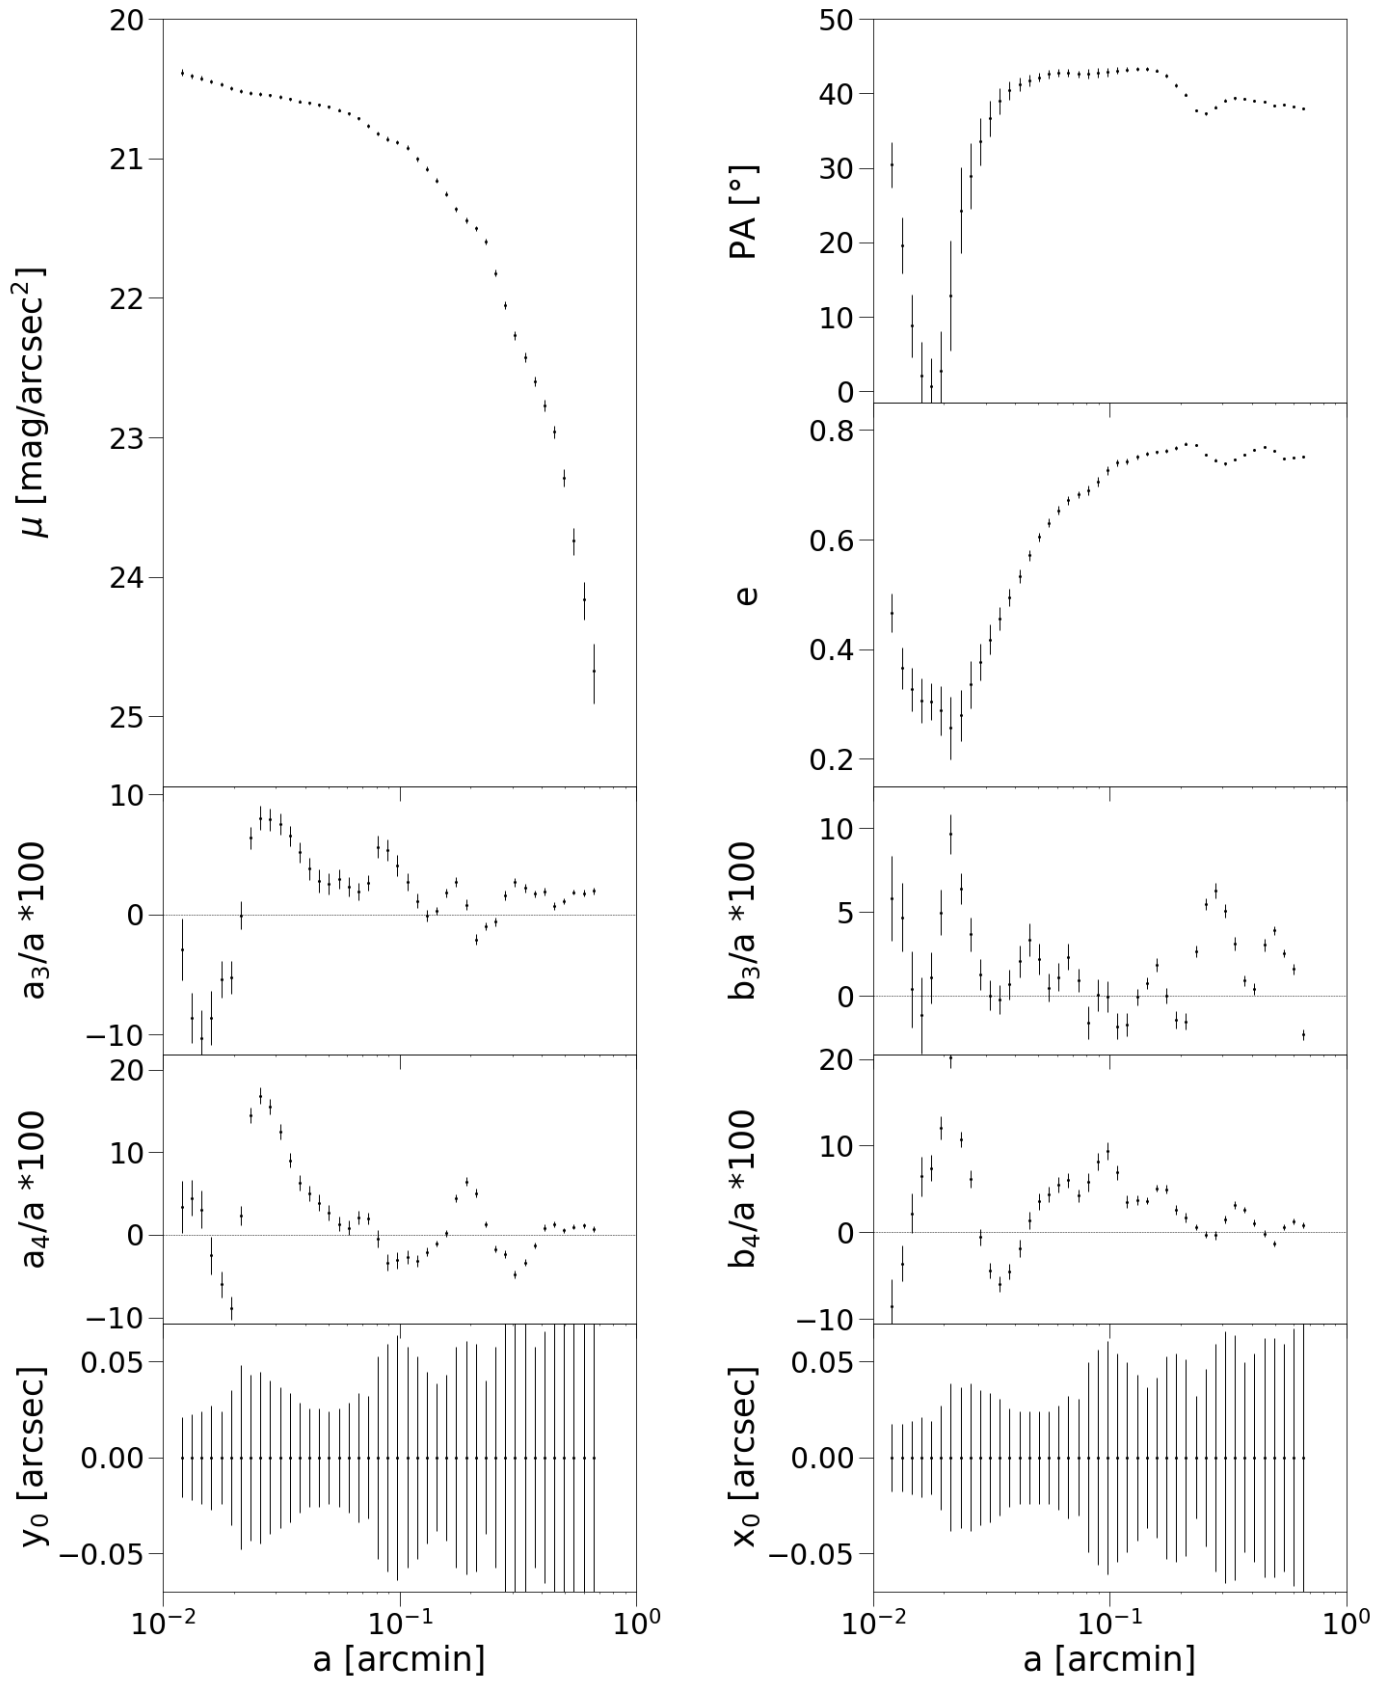 20
21
22
23
24
25
μ [mag/arcsec²]
10
0
−10
a₃/a *100
20
10
0
−10
a₄/a *100
0.05
0.00
−0.05
y₀ [arcsec]
10⁻² 10⁻¹ 10⁰
a [arcmin]
50
40
30
20
10
0
PA [°]
0.8
0.6
0.4
0.2
e
10
5
0
b₃/a *100
20
10
0
−10
b₄/a *100
0.05
0.00
−0.05
x₀ [arcsec]
10⁻² 10⁻¹ 10⁰
a [arcmin]